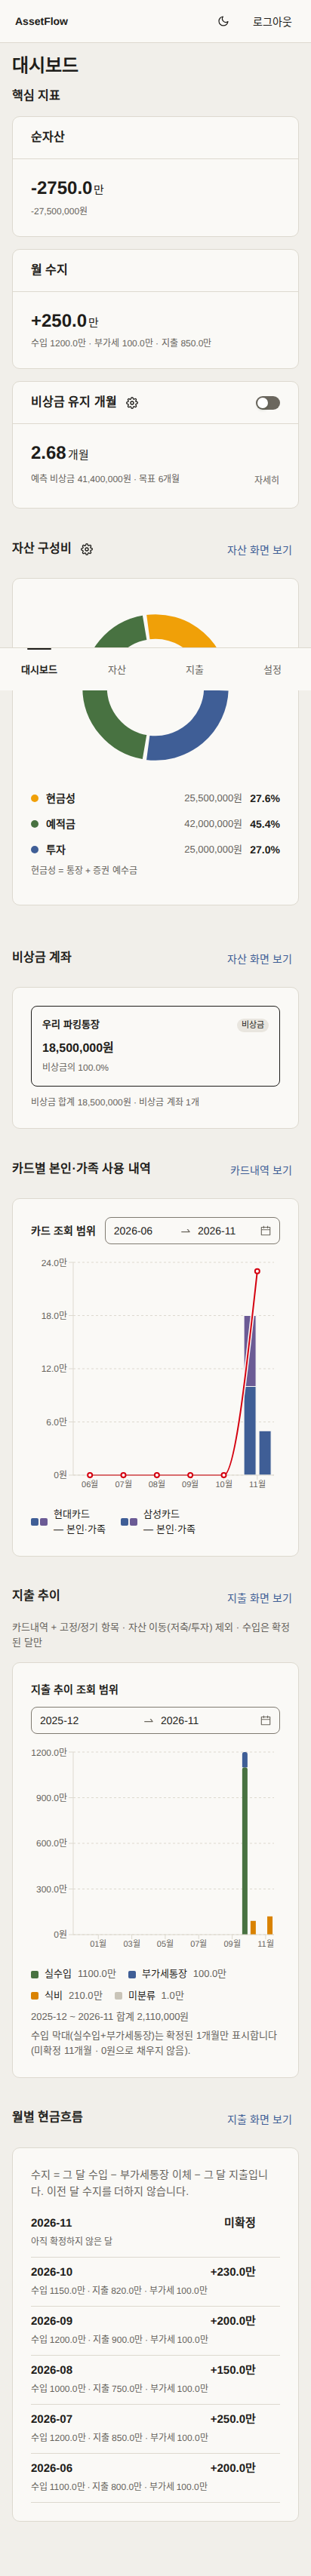 AssetFlow
로그아웃
대시보드
핵심 지표
순자산
-2750.0만
-27,500,000원
월 수지
+250.0만
수입 1200.0만 · 부가세 100.0만 · 지출 850.0만
비상금 유지 개월
2.68개월
예측 비상금 41,400,000원 · 목표 6개월
자세히
자산 구성비
자산 화면 보기
대시보드
자산
지출
설정
현금성 25,500,000원 27.6%
예적금 42,000,000원 45.4%
투자 25,000,000원 27.0%
현금성 = 통장 + 증권 예수금
비상금 계좌
자산 화면 보기
우리 파킹통장
비상금
18,500,000원
비상금의 100.0%
비상금 합계 18,500,000원 · 비상금 계좌 1개
카드별 본인·가족 사용 내역
카드내역 보기
카드 조회 범위
2026-06
2026-11
24.0만
18.0만
12.0만
6.0만
0원
06월 07월 08월 09월 10월 11월
현대카드
— 본인·가족
삼성카드
— 본인·가족
지출 추이
지출 화면 보기
카드내역 + 고정/정기 항목 · 자산 이동(저축/투자) 제외 · 수입은 확정
된 달만
지출 추이 조회 범위
2025-12
2026-11
1200.0만
900.0만
600.0만
300.0만
0원
01월 03월 05월 07월 09월 11월
실수입 1100.0만 부가세통장 100.0만
식비 210.0만 미분류 1.0만
2025-12 ~ 2026-11 합계 2,110,000원
수입 막대(실수입+부가세통장)는 확정된 1개월만 표시합니다
(미확정 11개월 · 0원으로 채우지 않음).
월별 현금흐름
지출 화면 보기
수지 = 그 달 수입 − 부가세통장 이체 − 그 달 지출입니
다. 이전 달 수지를 더하지 않습니다.
2026-11 미확정
아직 확정하지 않은 달
2026-10 +230.0만
수입 1150.0만 · 지출 820.0만 · 부가세 100.0만
2026-09 +200.0만
수입 1200.0만 · 지출 900.0만 · 부가세 100.0만
2026-08 +150.0만
수입 1000.0만 · 지출 750.0만 · 부가세 100.0만
2026-07 +250.0만
수입 1200.0만 · 지출 850.0만 · 부가세 100.0만
2026-06 +200.0만
수입 1100.0만 · 지출 800.0만 · 부가세 100.0만